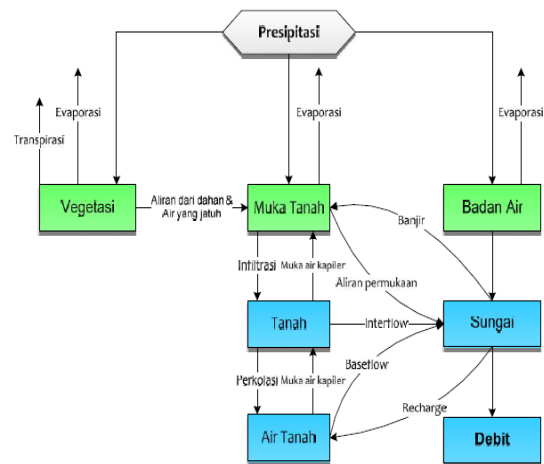 Presipitasi
Evaporasi
Evaporasi
Evaporasi
Transpirasi
Vegetasi
Aliran dari dahan &
Air yang jatuh
Muka Tanah
Badan Air
Banjir
Infiltrasi
Muka air kapiler
Aliran permukaan
Tanah
Interflow
Sungai
Perkolasi
Muka air kapiler
Baseflow
Recharge
Air Tanah
Debit